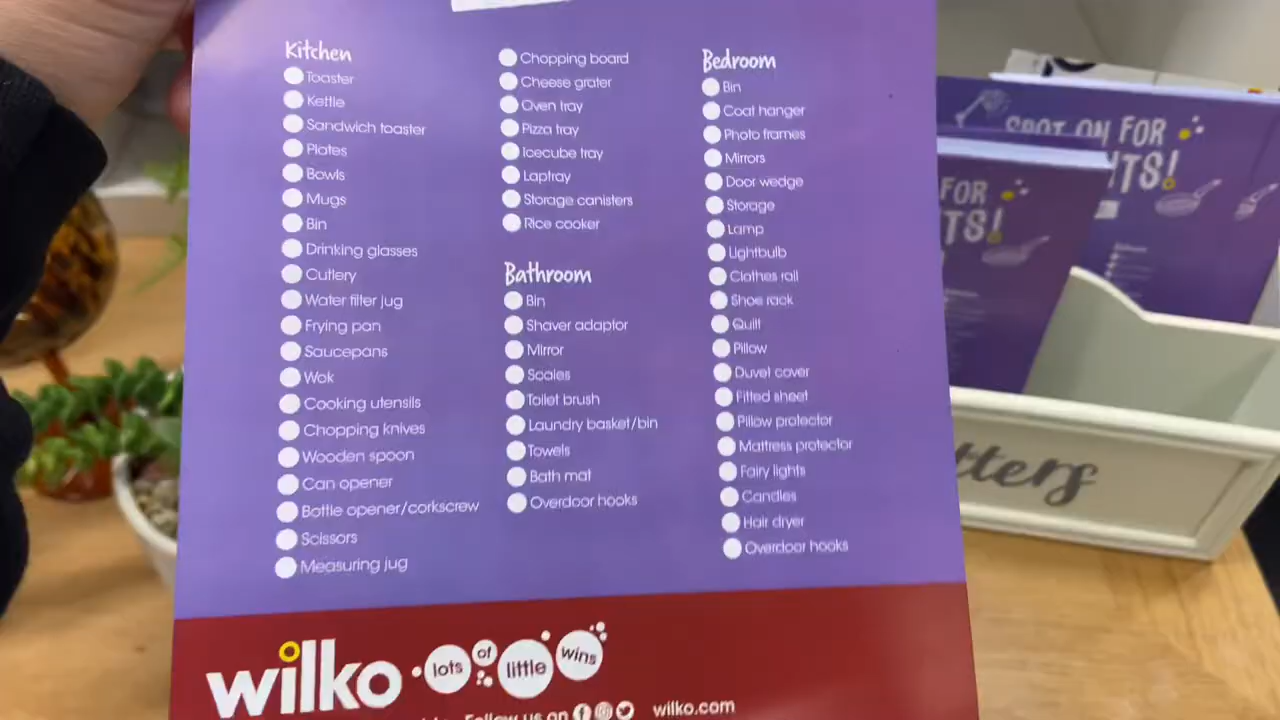 Kitchen
Toaster
Kettle
Sandwich toaster
Plates
Bowls
Mugs
Bin
Drinking glasses
Cutlery
Water filter jug
Frying pan
Saucepans
Wok
Cooking utensils
Chopping knives
Wooden spoon
Can opener
Bottle opener/corkscrew
Scissors
Measuring jug
Chopping board
Cheese grater
Oven tray
Pizza tray
Icecube tray
Laptray
Storage canisters
Rice cooker
Bathroom
Bin
Shaver adaptor
Mirror
Scales
Toilet brush
Laundry basket/bin
Towels
Bath mat
Overdoor hooks
Bedroom
Bin
Coat hanger
Photo frames
Mirrors
Door wedge
Storage
Lamp
Lightbulb
Clothes rail
Shoe rack
Quilt
Pillow
Duvet cover
Fitted sheet
Pillow protector
Mattress protector
Fairy lights
Candles
Hair dryer
Overdoor hooks
wilko lots of little wins
Follow us on wilko.com
SPOT ON FOR
HTS!
FOR
TS!
tters